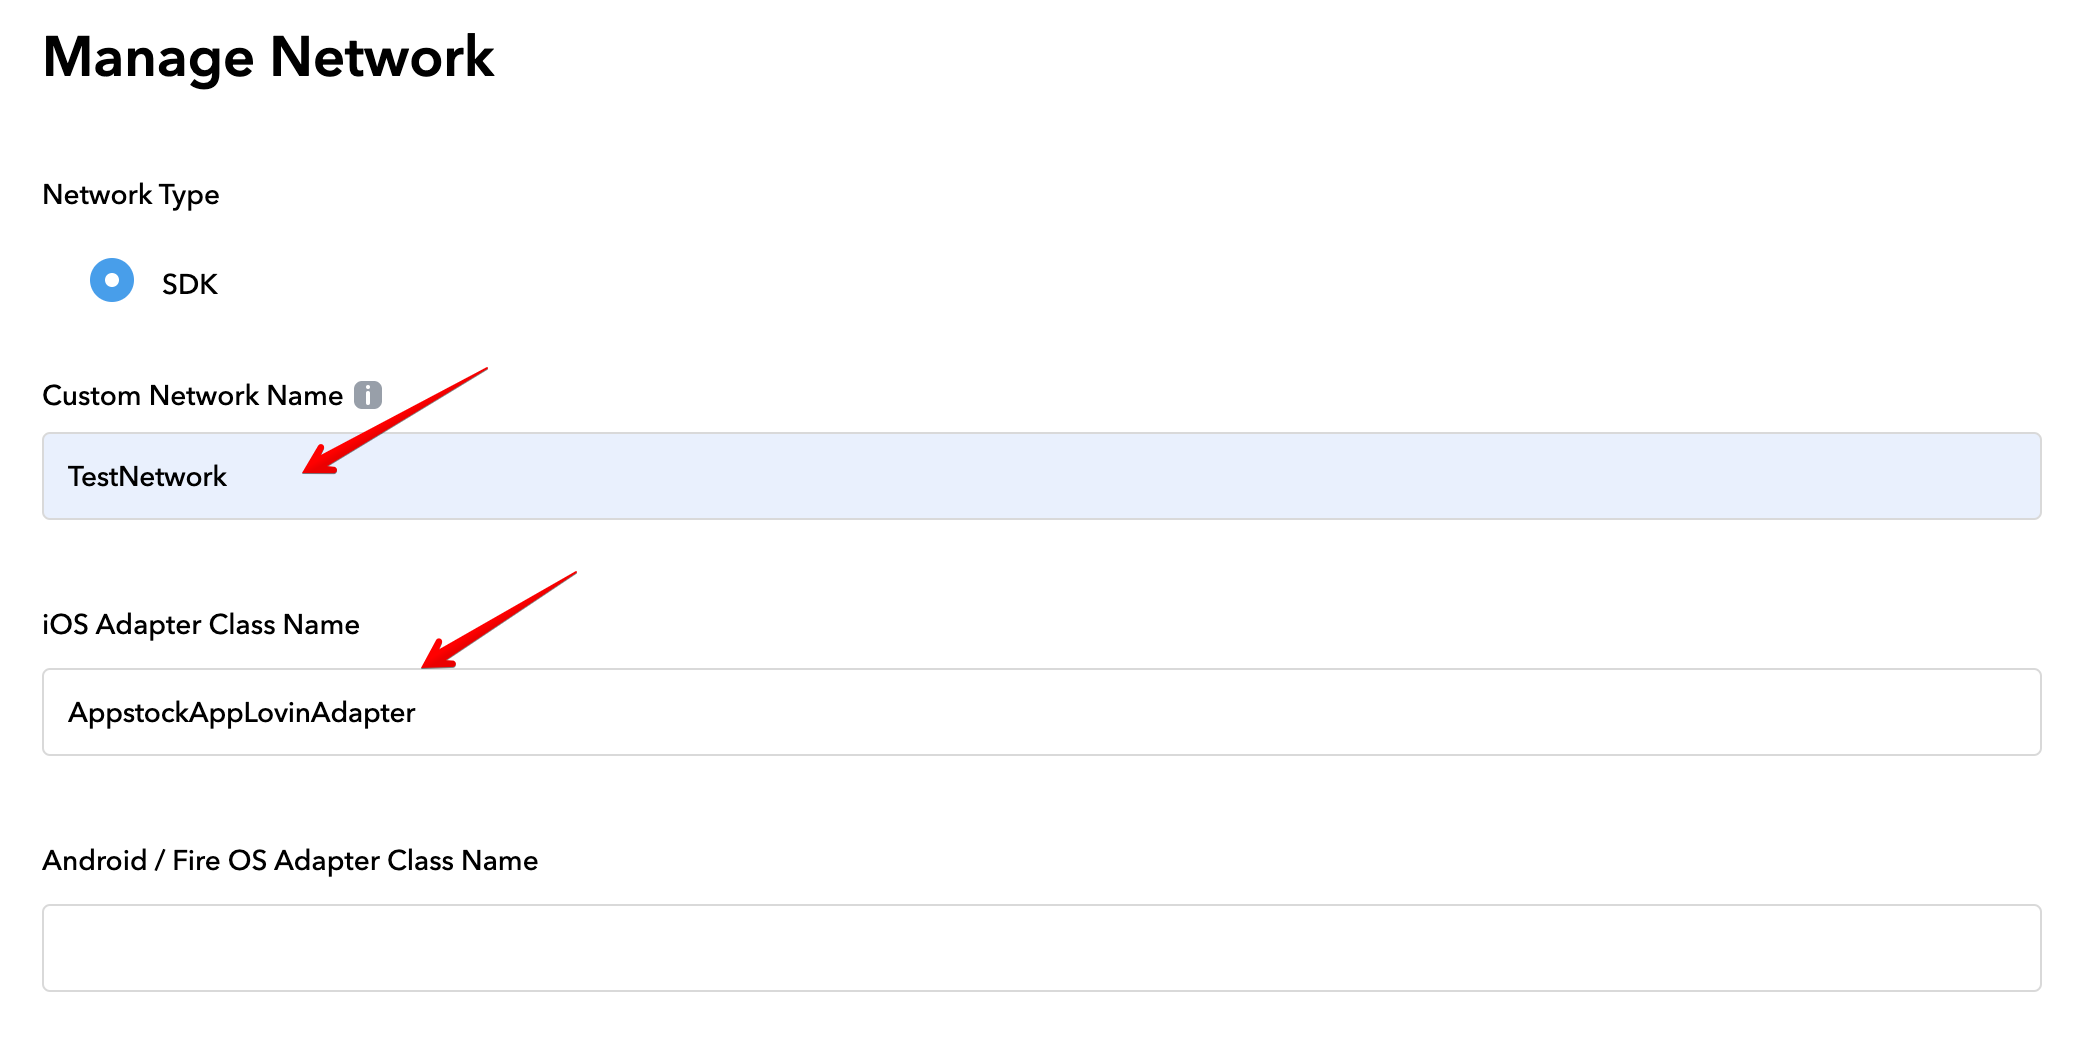 Manage Network
Network Type
SDK
Custom Network Name
TestNetwork
iOS Adapter Class Name
AppstockAppLovinAdapter
Android / Fire OS Adapter Class Name